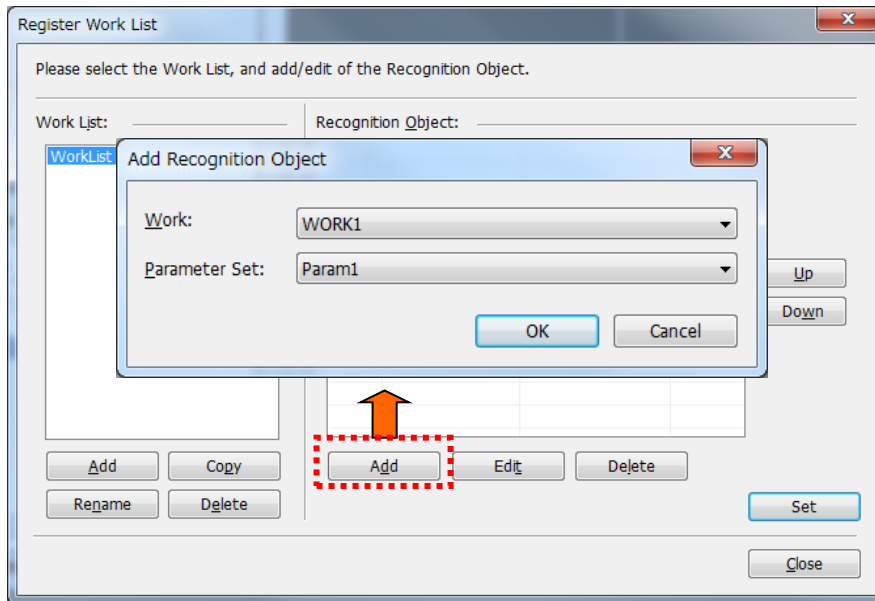 Register Work List
Please select the Work List, and add/edit of the Recognition Object.
Work List:
Recognition Object:
WorkList
Add Recognition Object
Work:
WORK1
Parameter Set:
Param1
OK
Cancel
Up
Down
Add
Copy
Rename
Delete
Add
Edit
Delete
Set
Close